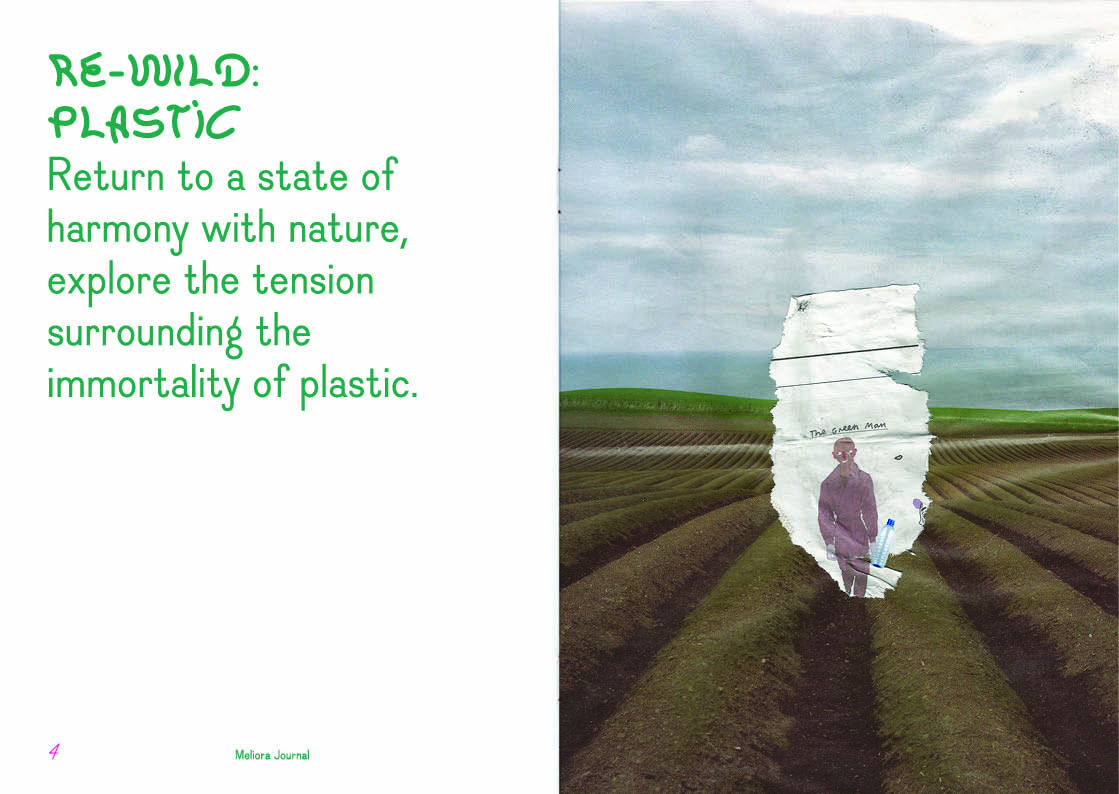 RE-WILD:
PLASTIC
Return to a state of
harmony with nature,
explore the tension
surrounding the
immortality of plastic.
4
Meliora Journal
The Green Man